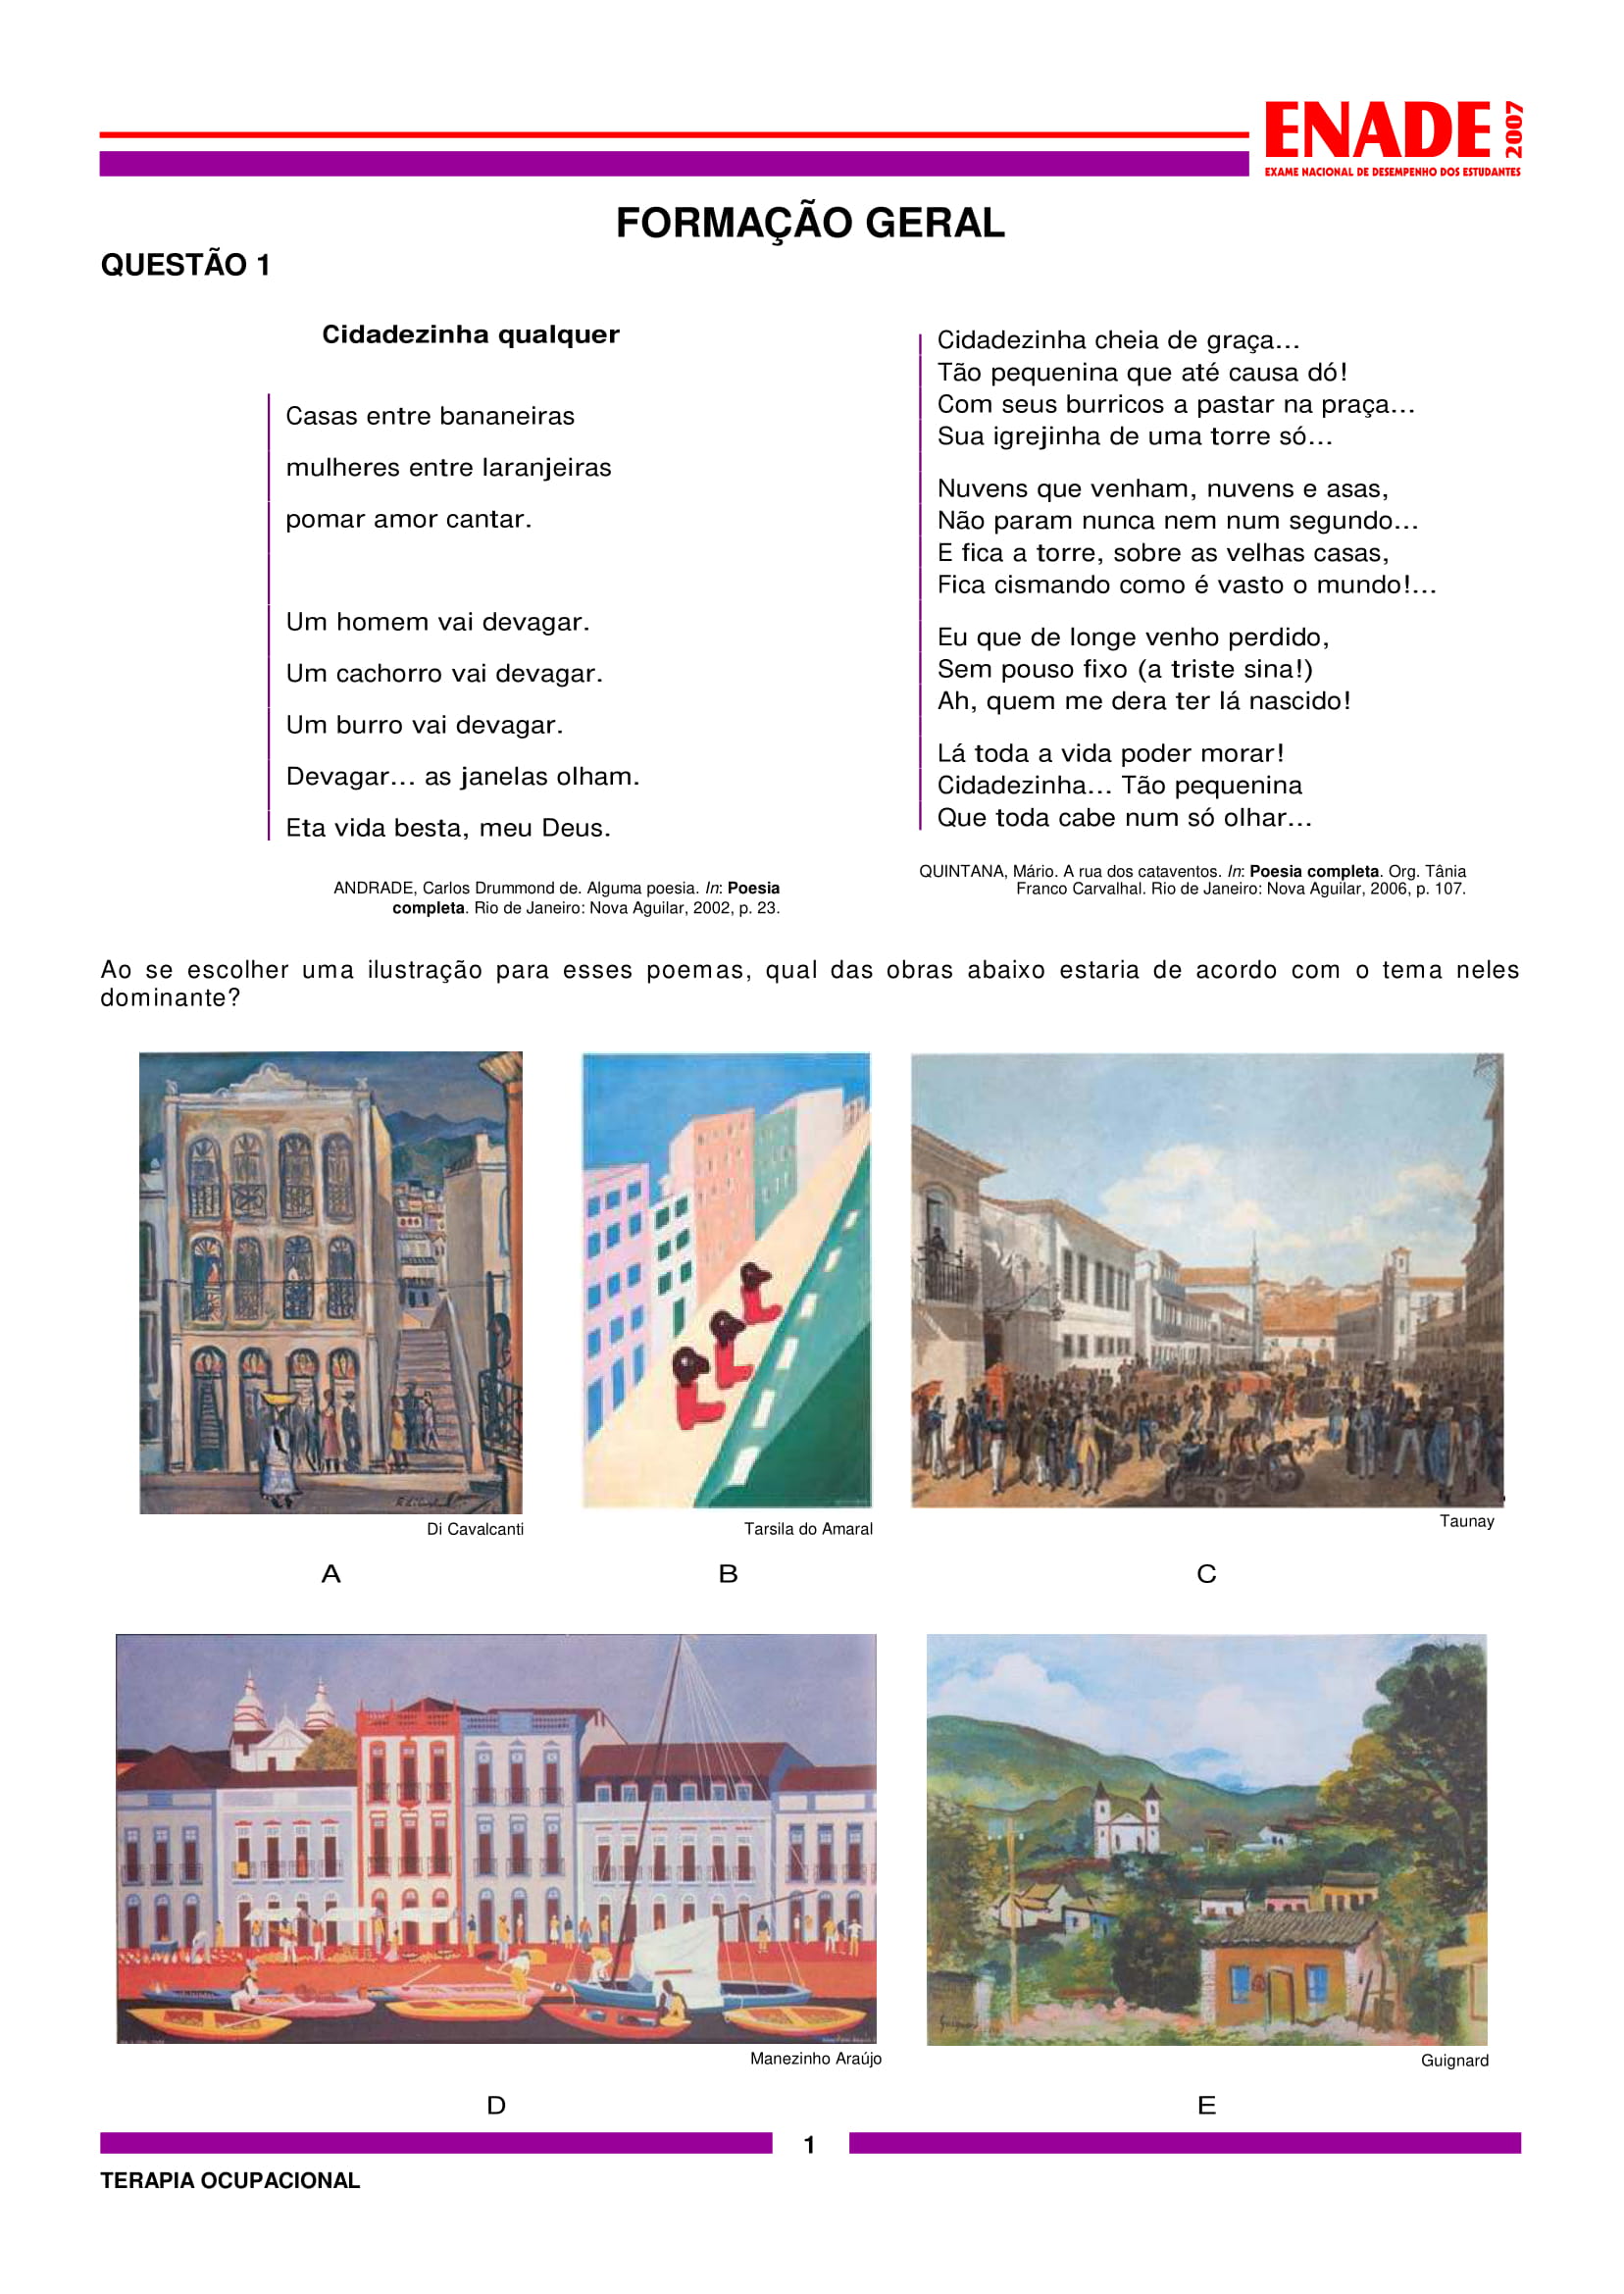 ENADE 2007
EXAME NACIONAL DE DESEMPENHO DOS ESTUDANTES
FORMAÇÃO GERAL
QUESTÃO 1
Cidadezinha qualquer
Casas entre bananeiras
mulheres entre laranjeiras
pomar amor cantar.
Um homem vai devagar.
Um cachorro vai devagar.
Um burro vai devagar.
Devagar... as janelas olham.
Eta vida besta, meu Deus.
ANDRADE, Carlos Drummond de. Alguma poesia. In: Poesia
completa. Rio de Janeiro: Nova Aguilar, 2002, p. 23.
Cidadezinha cheia de graça...
Tão pequenina que até causa dó!
Com seus burricos a pastar na praça...
Sua igrejinha de uma torre só...
Nuvens que venham, nuvens e asas,
Não param nunca nem num segundo...
E fica a torre, sobre as velhas casas,
Fica cismando como é vasto o mundo!...
Eu que de longe venho perdido,
Sem pouso fixo (a triste sina!)
Ah, quem me dera ter lá nascido!
Lá toda a vida poder morar!
Cidadezinha... Tão pequenina
Que toda cabe num só olhar...
QUINTANA, Mário. A rua dos cataventos. In: Poesia completa. Org. Tânia
Franco Carvalhal. Rio de Janeiro: Nova Aguilar, 2006, p. 107.
Ao se escolher uma ilustração para esses poemas, qual das obras abaixo estaria de acordo com o tema neles
dominante?
Di Cavalcanti
Tarsila do Amaral
Taunay
A
B
C
Guignard
Manezinho Araújo
Guignard
D
E
1
TERAPIA OCUPACIONAL